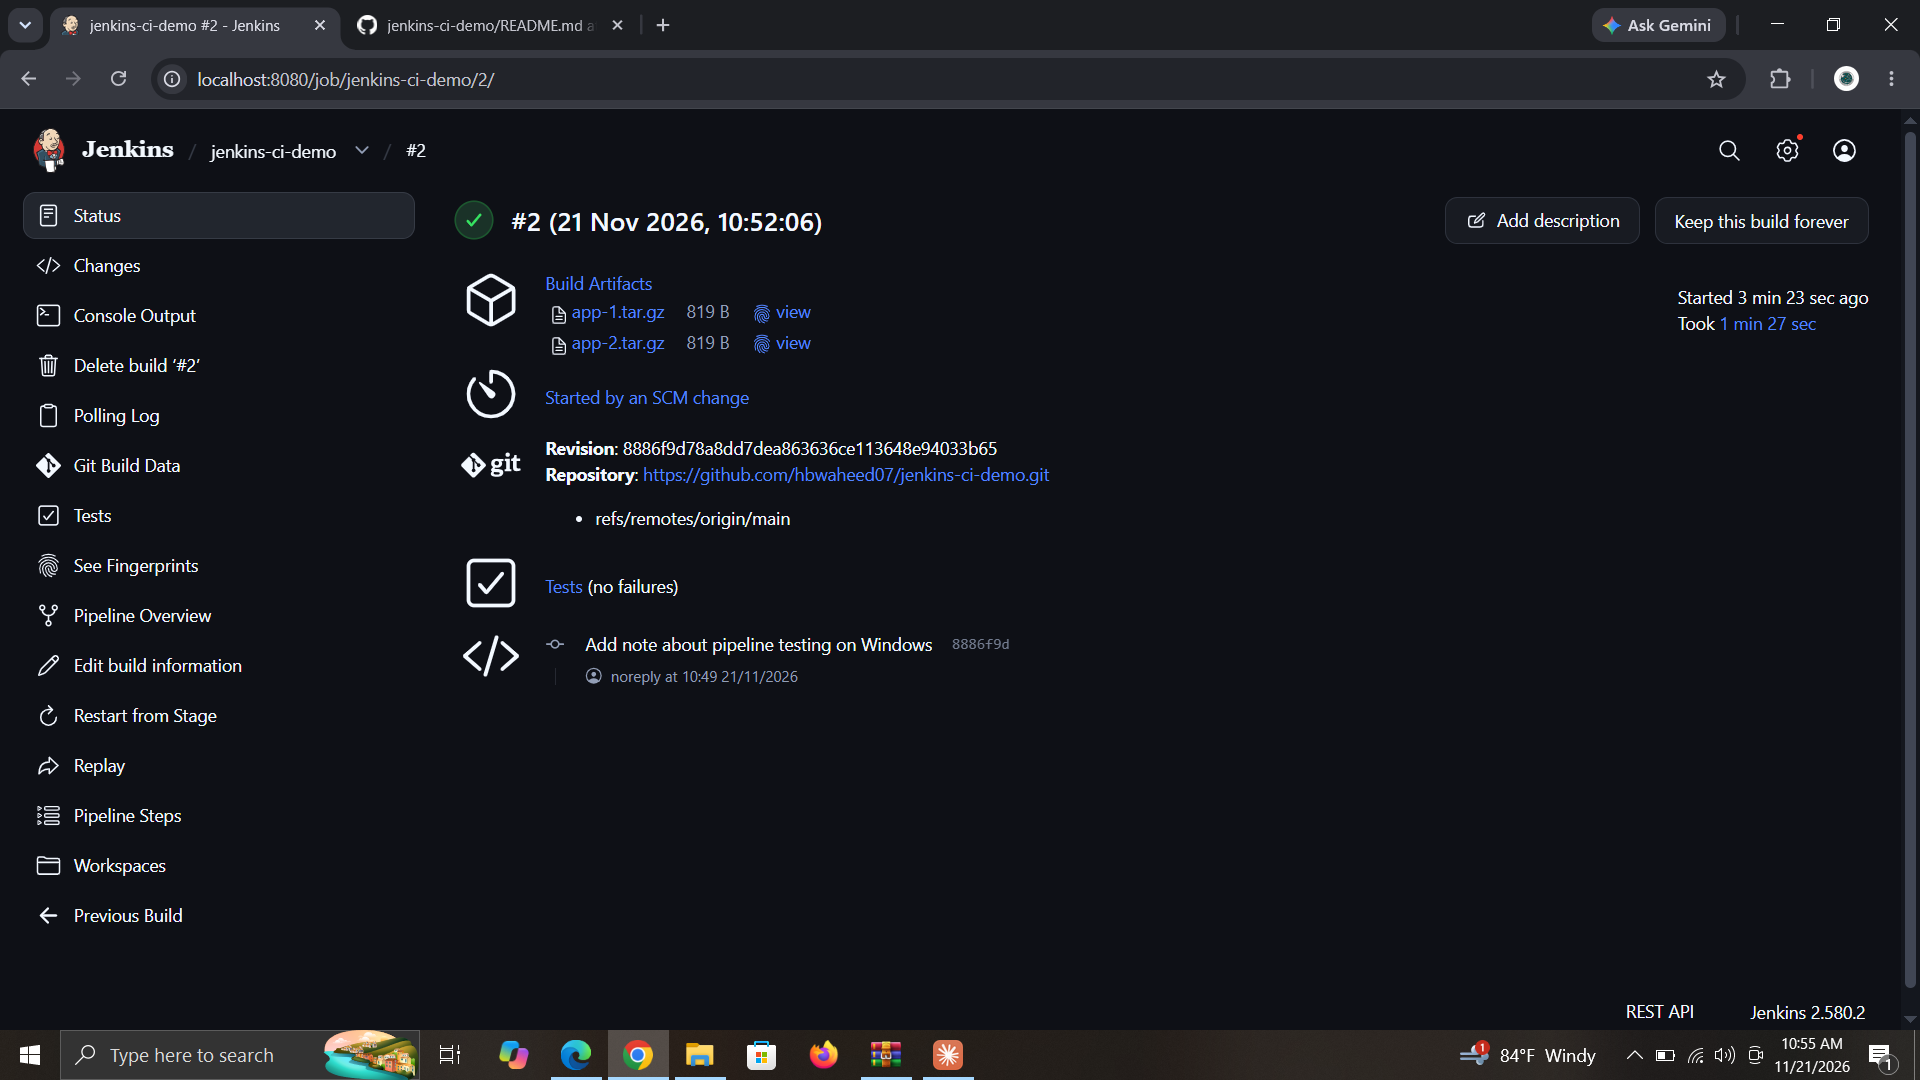 jenkins-ci-demo #2 - Jenkins
jenkins-ci-demo/README.md a
Ask Gemini
localhost:8080/job/jenkins-ci-demo/2/
Jenkins / jenkins-ci-demo / #2
Status
Changes
Console Output
Delete build ‘#2’
Polling Log
Git Build Data
Tests
See Fingerprints
Pipeline Overview
Edit build information
Restart from Stage
Replay
Pipeline Steps
Workspaces
Previous Build
#2 (21 Nov 2026, 10:52:06)
Add description
Keep this build forever
Started 3 min 23 sec ago
Took 1 min 27 sec
Build Artifacts
app-1.tar.gz 819 B view
app-2.tar.gz 819 B view
Started by an SCM change
git
Revision: 8886f9d78a8dd7dea863636ce113648e94033b65
Repository: https://github.com/hbwaheed07/jenkins-ci-demo.git
• refs/remotes/origin/main
Tests (no failures)
Add note about pipeline testing on Windows 8886f9d
noreply at 10:49 21/11/2026
REST API
Jenkins 2.580.2
Type here to search
1
84°F Windy
10:55 AM
11/21/2026
1